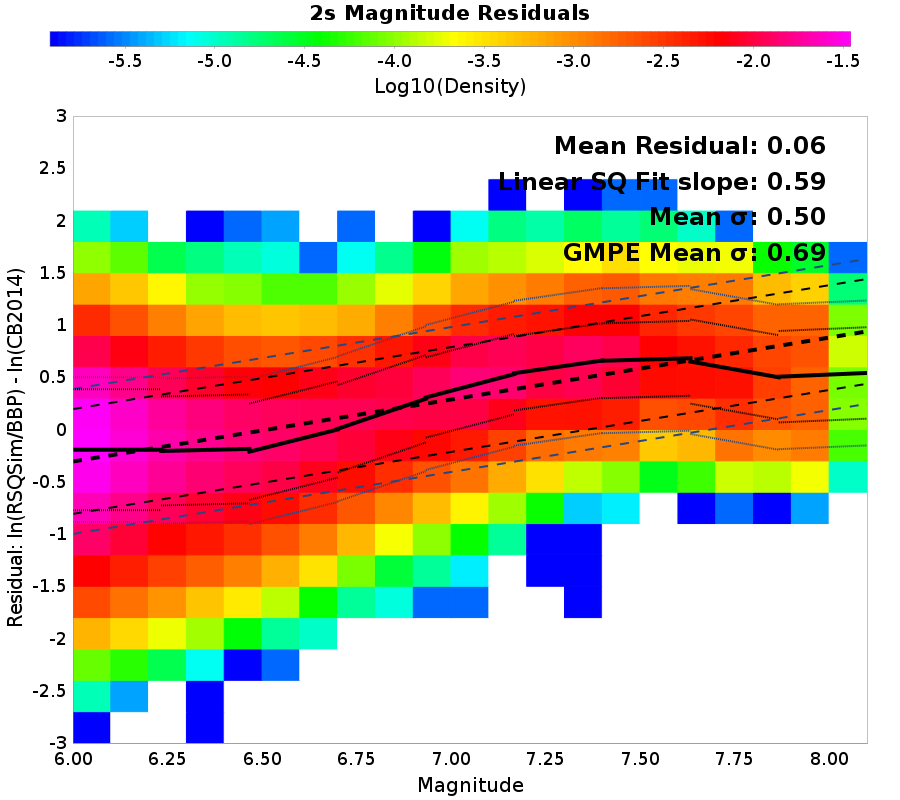 2s Magnitude Residuals
-5.5 -5.0 -4.5 -4.0 -3.5 -3.0 -2.5 -2.0 -1.5
Log10(Density)
Mean Residual: 0.06
Linear SQ Fit slope: 0.59
Mean σ: 0.50
GMPE Mean σ: 0.69
Residual: ln(RSQSim/BBP) - ln(CB2014)
3
2.5
2
1.5
1
0.5
0
-0.5
-1
-1.5
-2
-2.5
-3
6.00 6.25 6.50 6.75 7.00 7.25 7.50 7.75 8.00
Magnitude